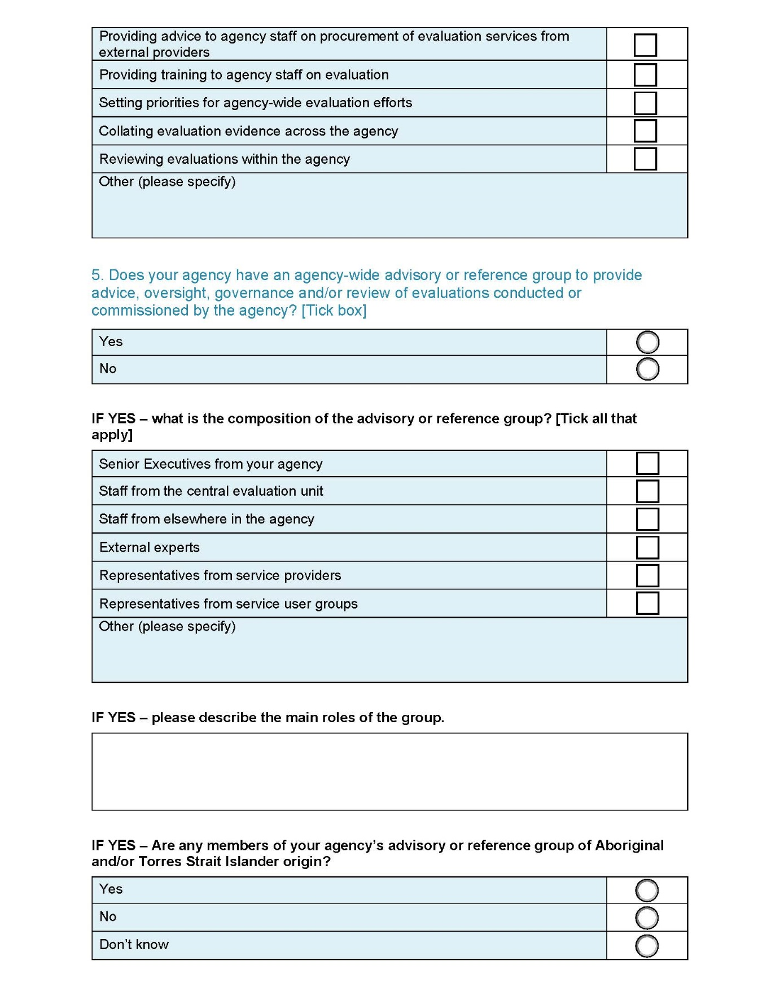 Providing advice to agency staff on procurement of evaluation services from
external providers
Providing training to agency staff on evaluation
Setting priorities for agency-wide evaluation efforts
Collating evaluation evidence across the agency
Reviewing evaluations within the agency
Other (please specify)
5. Does your agency have an agency-wide advisory or reference group to provide
advice, oversight, governance and/or review of evaluations conducted or
commissioned by the agency? [Tick box]
Yes
No
IF YES – what is the composition of the advisory or reference group? [Tick all that
apply]
Senior Executives from your agency
Staff from the central evaluation unit
Staff from elsewhere in the agency
External experts
Representatives from service providers
Representatives from service user groups
Other (please specify)
IF YES – please describe the main roles of the group.
IF YES – Are any members of your agency’s advisory or reference group of Aboriginal
and/or Torres Strait Islander origin?
Yes
No
Don’t know